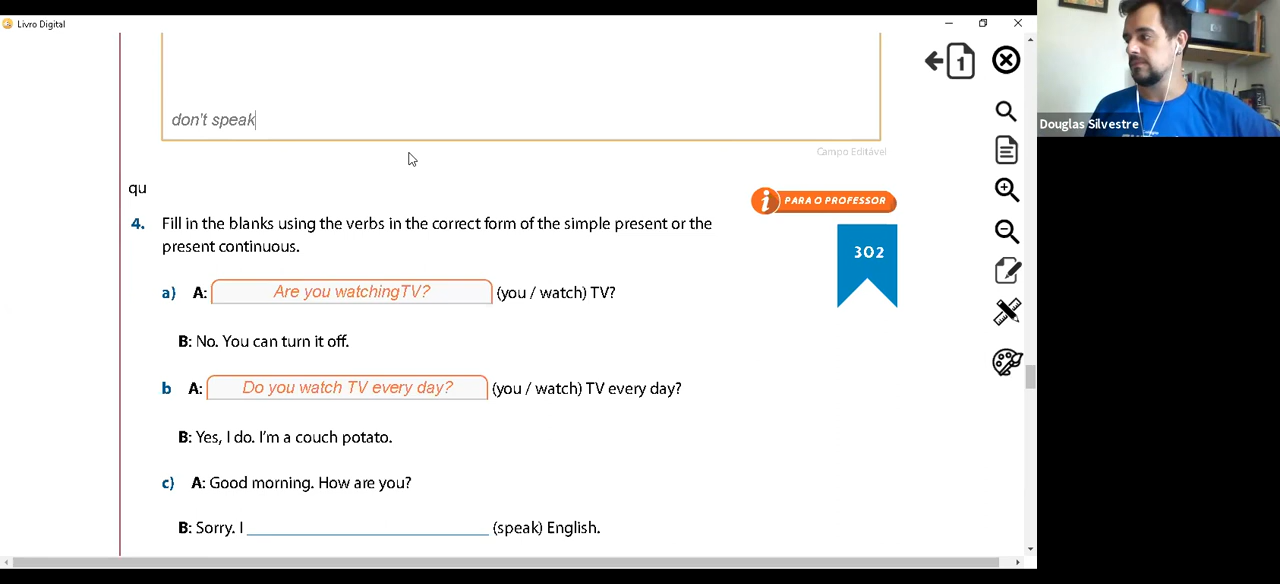 Livro Digital
don't speak
Campo Editável
1
Douglas Silvestre
qu
PARA O PROFESSOR
4. Fill in the blanks using the verbs in the correct form of the simple present or the
present continuous.
302
a) A: Are you watchingTV? (you / watch) TV?
B: No. You can turn it off.
b A: Do you watch TV every day? (you / watch) TV every day?
B: Yes, I do. I'm a couch potato.
c) A: Good morning. How are you?
B: Sorry. I (speak) English.